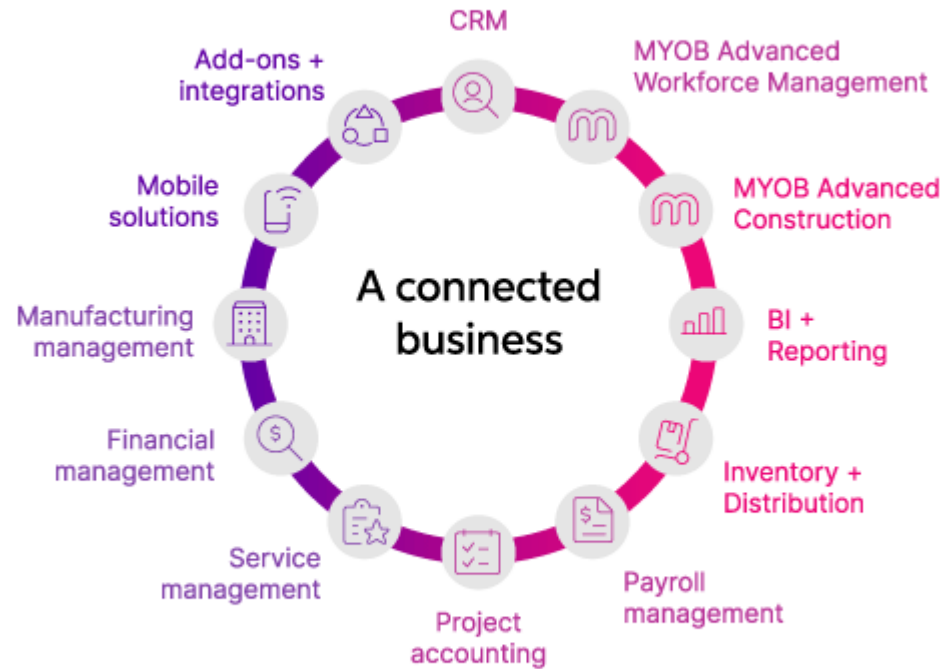 CRM
MYOB Advanced
Workforce Management
MYOB Advanced
Construction
BI +
Reporting
Inventory +
Distribution
Payroll
management
Project
accounting
Service
management
Financial
management
Manufacturing
management
Mobile
solutions
Add-ons +
integrations
A connected
business